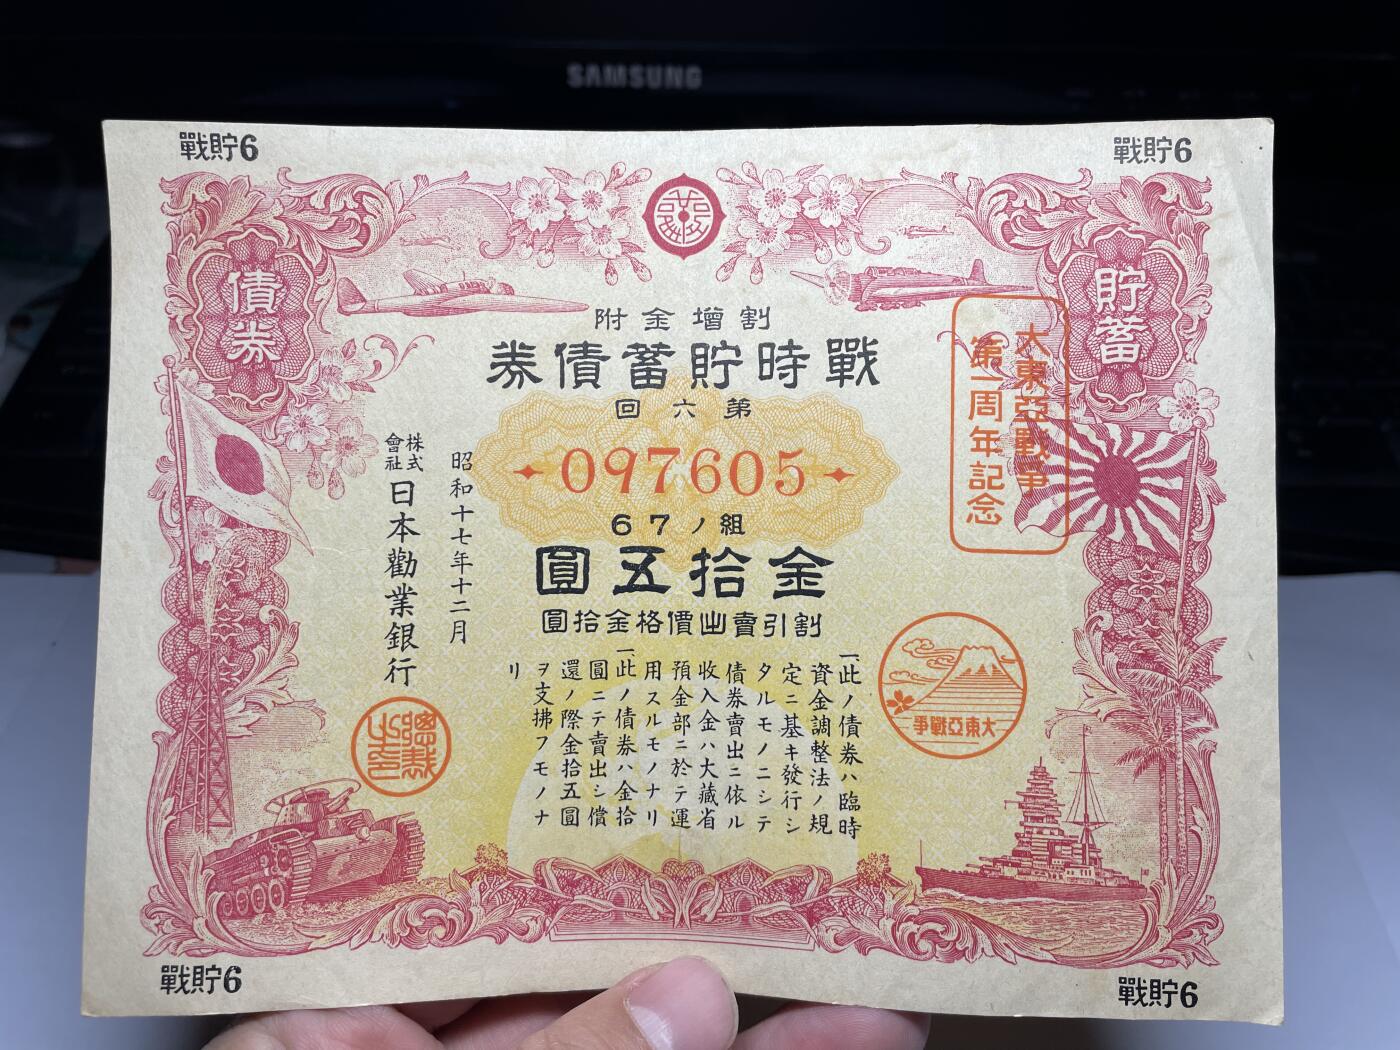 SAMSUNG
戰貯6
戰貯6
貯蓄
債券
割增金附
戰時貯蓄債券
第六回
097605
67ノ組
金拾五圓
割引賣出價格金拾圓
大東亞戰爭
第一周年記念
大東亞戰爭
一、此ノ債券ハ臨時
資金調整法ノ規
定ニ基キ發行シ
タルモノニシテ
債券賣出ニ依ル
收入金ハ大藏省
預金部ニ於テ運
用スルモノナリ
一、此ノ債券ハ金拾
圓ニテ賣出シ償
還ノ際金拾五圓
ヲ支拂フモノナ
リ
昭和十七年十二月
株式會社
日本勸業銀行
戰貯6
戰貯6